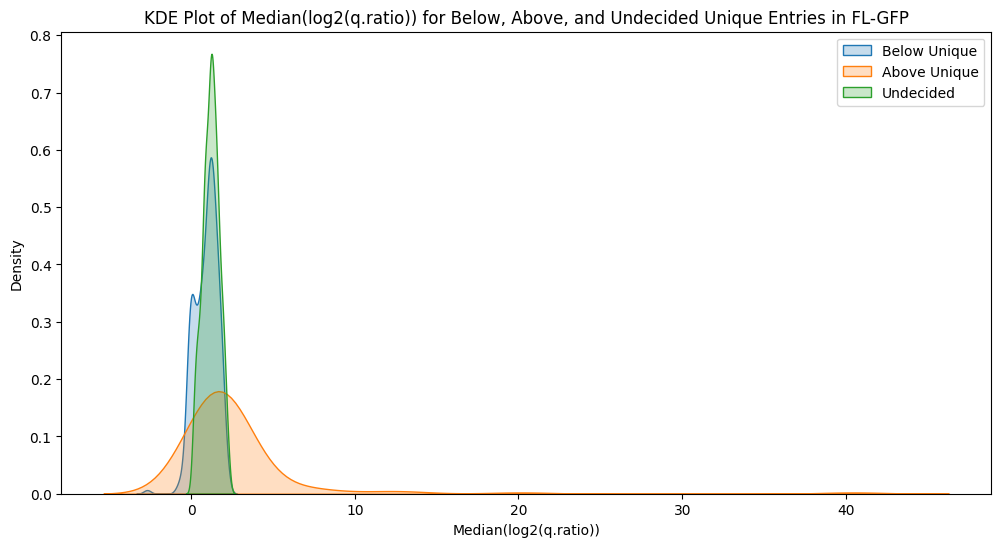 KDE Plot of Median(log2(q.ratio)) for Below, Above, and Undecided Unique Entries in FL-GFP
Below Unique
Above Unique
Undecided
Density
0.8
0.7
0.6
0.5
0.4
0.3
0.2
0.1
0.0
0 10 20 30 40
Median(log2(q.ratio))